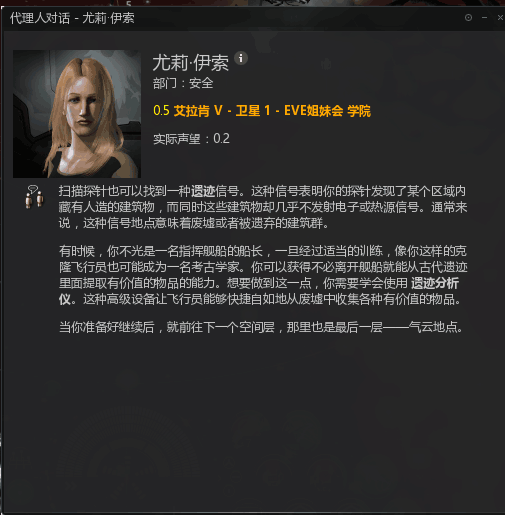 代理人对话 - 尤莉·伊索
尤莉·伊索
部门：安全
0.5 艾拉肯 V - 卫星 1 - EVE姐妹会 学院
实际声望：0.2
扫描探针也可以找到一种遗迹信号。这种信号表明你的探针发现了某个区域内
藏有人造的建筑物，而同时这些建筑物却几乎不发射电子或热源信号。通常来
说，这种信号地点意味着废墟或者被遗弃的建筑群。
有时候，你不光是一名指挥舰船的船长，一旦经过适当的训练，像你这样的克
隆飞行员也可能成为一名考古学家。你可以获得不必离开舰船就能从古代遗迹
里面提取有价值的物品的能力。想要做到这一点，你需要学会使用 遗迹分析
仪。这种高级设备让飞行员能够快捷自如地从废墟中收集各种有价值的物品。
当你准备好继续后，就前往下一个空间层，那里也是最后一层——气云地点。